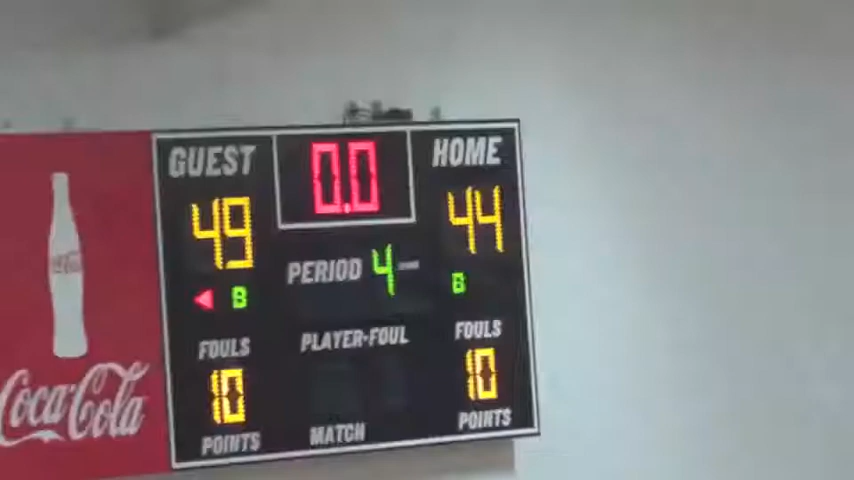 GUEST
0.0
HOME
49
44
PERIOD 4
B
B
FOULS
PLAYER-FOUL
FOULS
10
10
POINTS
MATCH
POINTS
Coca-Cola